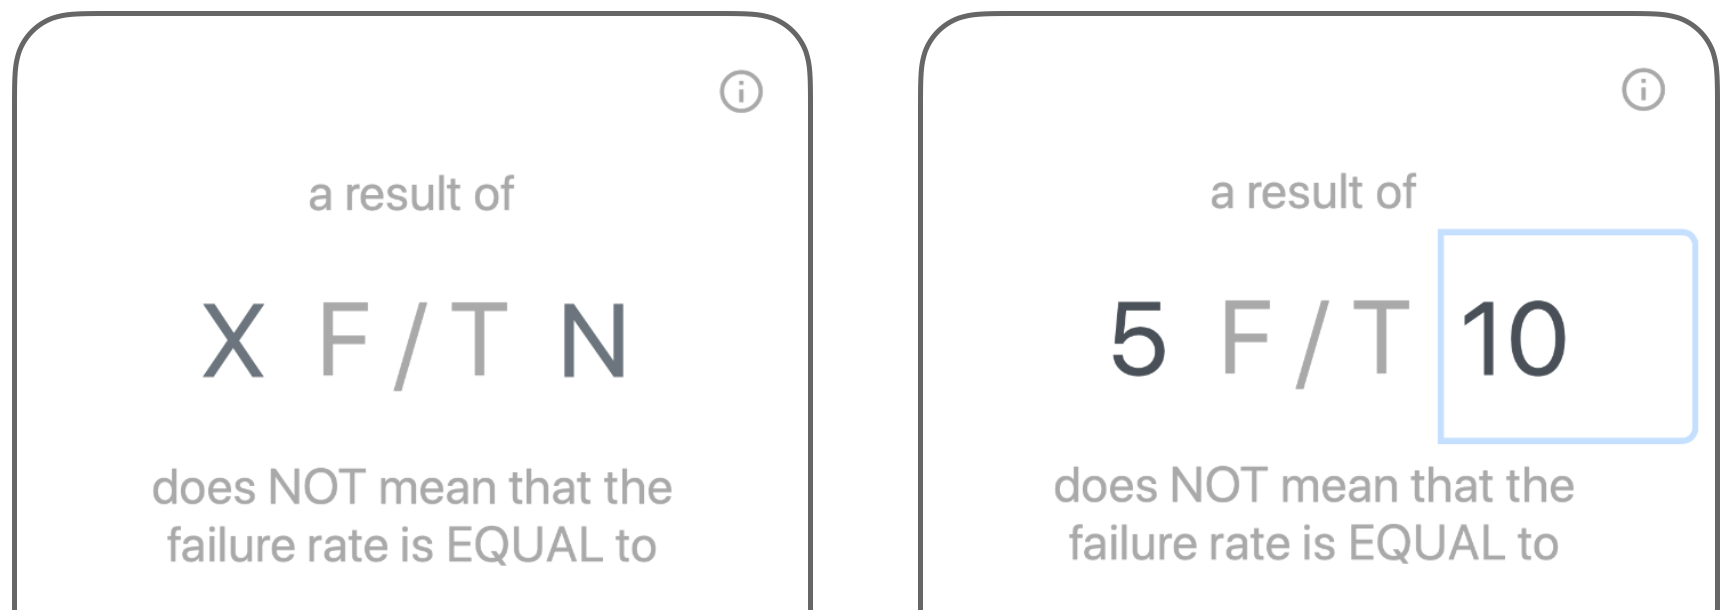 a result of
X F / T N
does NOT mean that the
failure rate is EQUAL to
a result of
5 F / T 10
does NOT mean that the
failure rate is EQUAL to